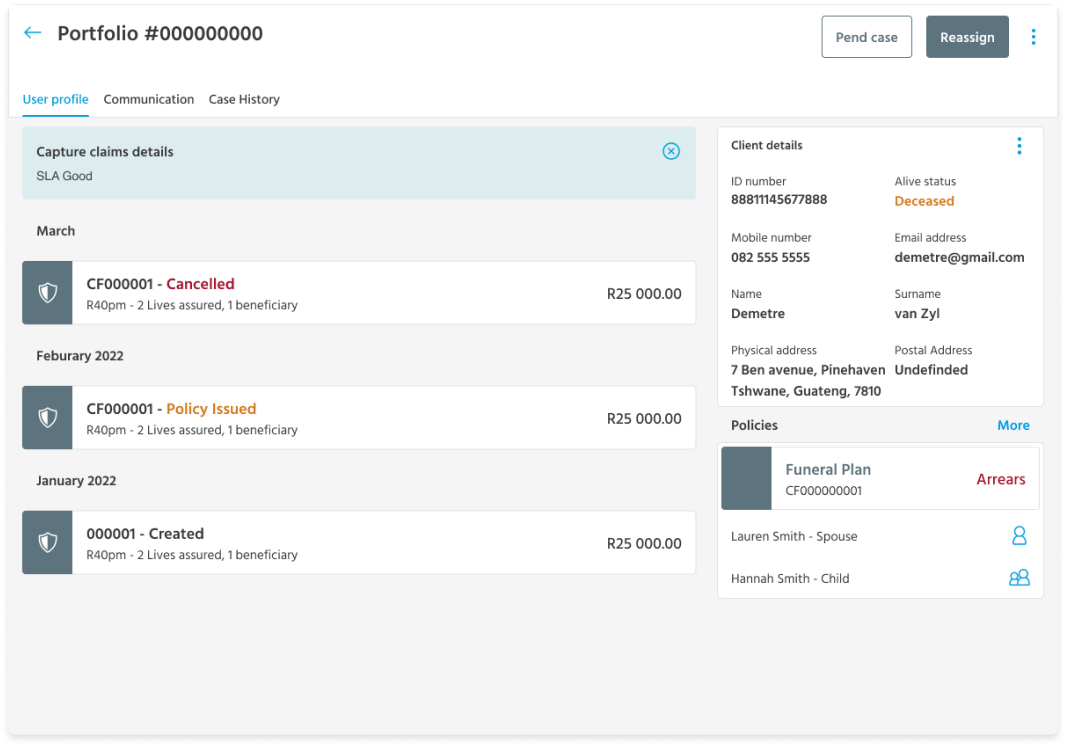 Portfolio #000000000
Pend case
Reassign
User profile
Communication
Case History
Capture claims details
SLA Good
March
CF000001 - Cancelled
R40pm - 2 Lives assured, 1 beneficiary
R25 000.00
Feburary 2022
CF000001 - Policy Issued
R40pm - 2 Lives assured, 1 beneficiary
R25 000.00
January 2022
000001 - Created
R40pm - 2 Lives assured, 1 beneficiary
R25 000.00
Client details
ID number
88811145677888
Alive status
Deceased
Mobile number
082 555 5555
Email address
demetre@gmail.com
Name
Demetre
Surname
van Zyl
Physical address
7 Ben avenue, Pinehaven
Tshwane, Guateng, 7810
Postal Address
Undefinded
Policies
More
Funeral Plan
CF000000001
Arrears
Lauren Smith - Spouse
Hannah Smith - Child